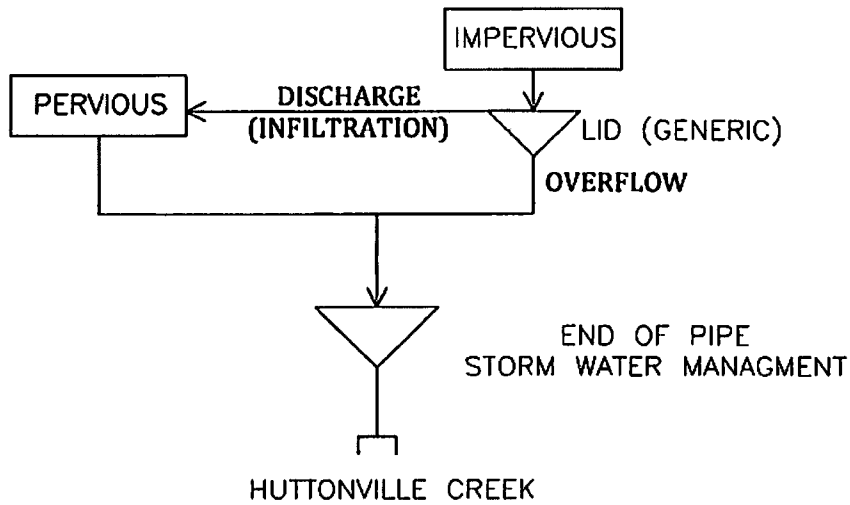 IMPERVIOUS
PERVIOUS
DISCHARGE
(INFILTRATION)
LID (GENERIC)
OVERFLOW
END OF PIPE
STORM WATER MANAGMENT
HUTTONVILLE CREEK